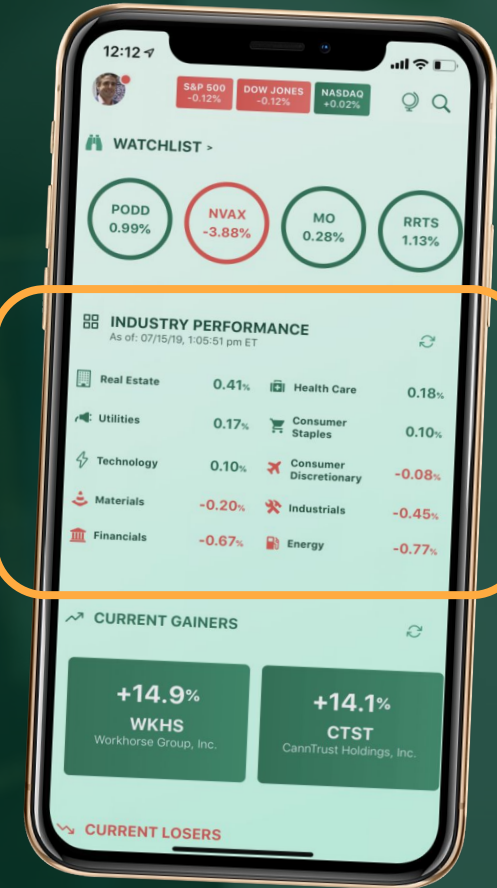 12:12
S&P 500
-0.12%
DOW JONES
-0.12%
NASDAQ
+0.02%
WATCHLIST >
PODD
0.99%
NVAX
-3.88%
MO
0.28%
RRTS
1.13%
INDUSTRY PERFORMANCE
As of: 07/15/19, 1:05:51 pm ET
Real Estate 0.41%
Health Care 0.18%
Utilities 0.17%
Consumer
Staples 0.10%
Technology 0.10%
Consumer
Discretionary -0.08%
Materials -0.20%
Industrials -0.45%
Financials -0.67%
Energy -0.77%
CURRENT GAINERS
+14.9%
WKHS
Workhorse Group, Inc.
+14.1%
CTST
CannTrust Holdings, Inc.
CURRENT LOSERS